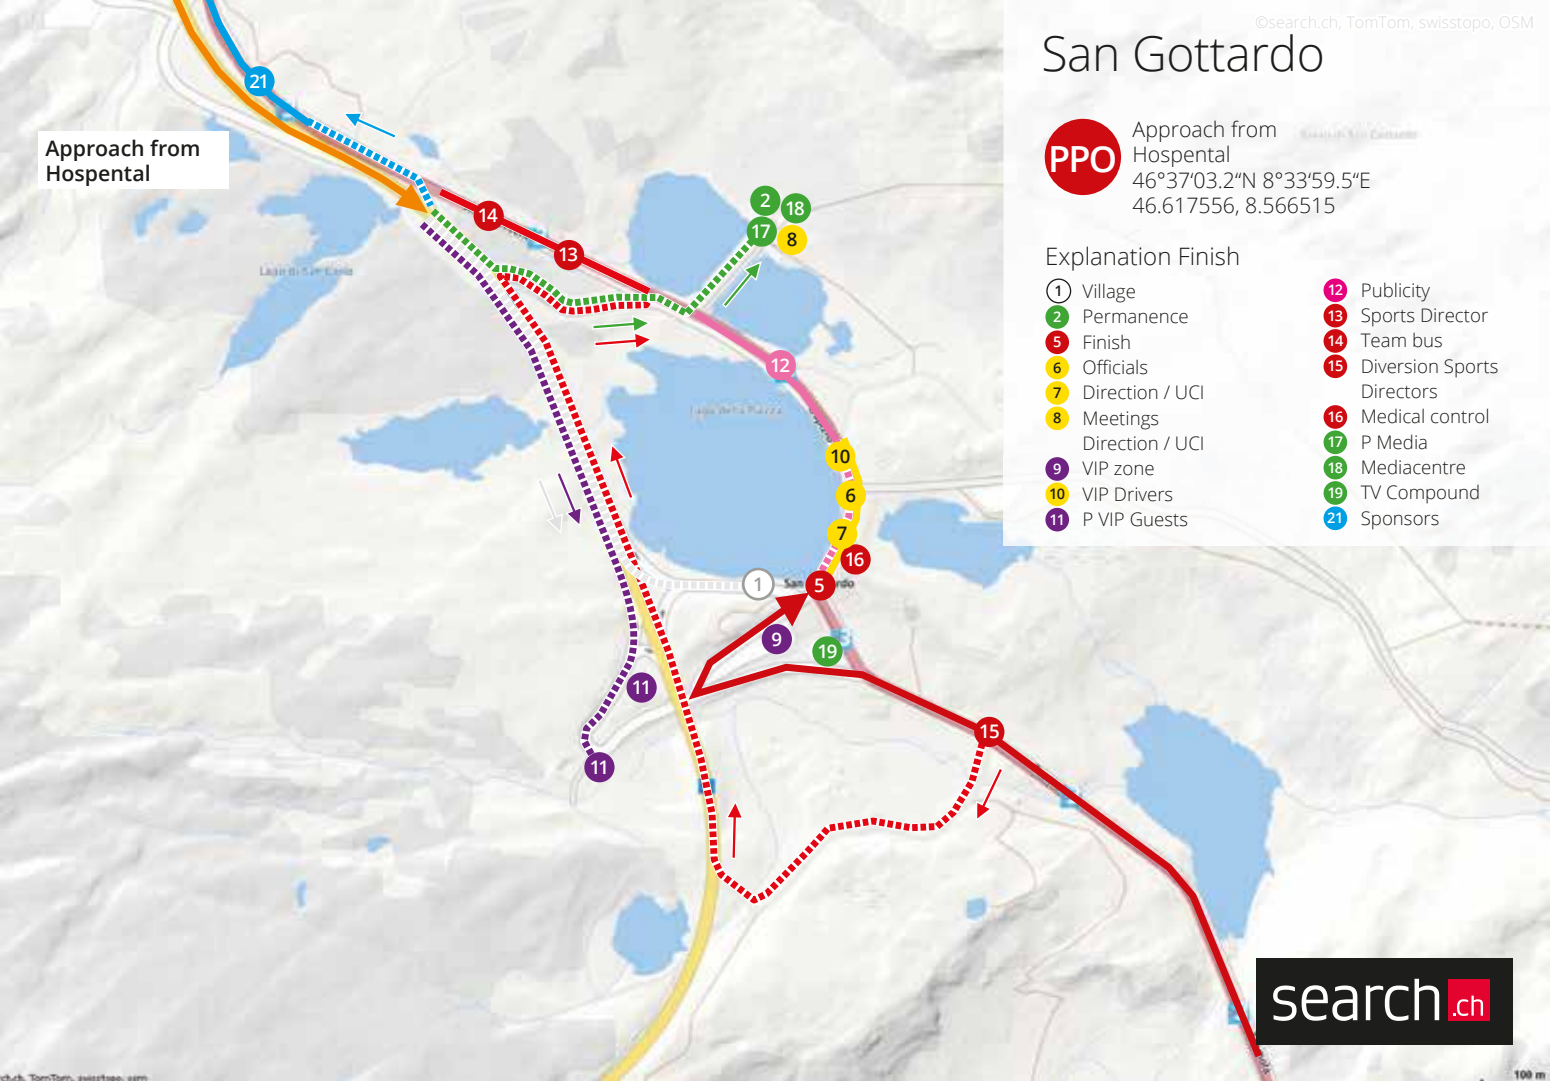 ©search.ch, TomTom, swisstopo, OSM
San Gottardo
PPO
Approach from
Hospental
46°37‘03.2“N 8°33‘59.5“E
46.617556, 8.566515
Explanation Finish
1 Village
2 Permanence
5 Finish
6 Officials
7 Direction / UCI
8 Meetings
Direction / UCI
9 VIP zone
10 VIP Drivers
11 P VIP Guests
12 Publicity
13 Sports Director
14 Team bus
15 Diversion Sports
Directors
16 Medical control
17 P Media
18 Mediacentre
19 TV Compound
21 Sponsors
Approach from
Hospental
21
14
13
2
18
17
8
12
10
6
7
16
1
5
9
19
11
11
15
Lago della Piazza
search.ch
100 m